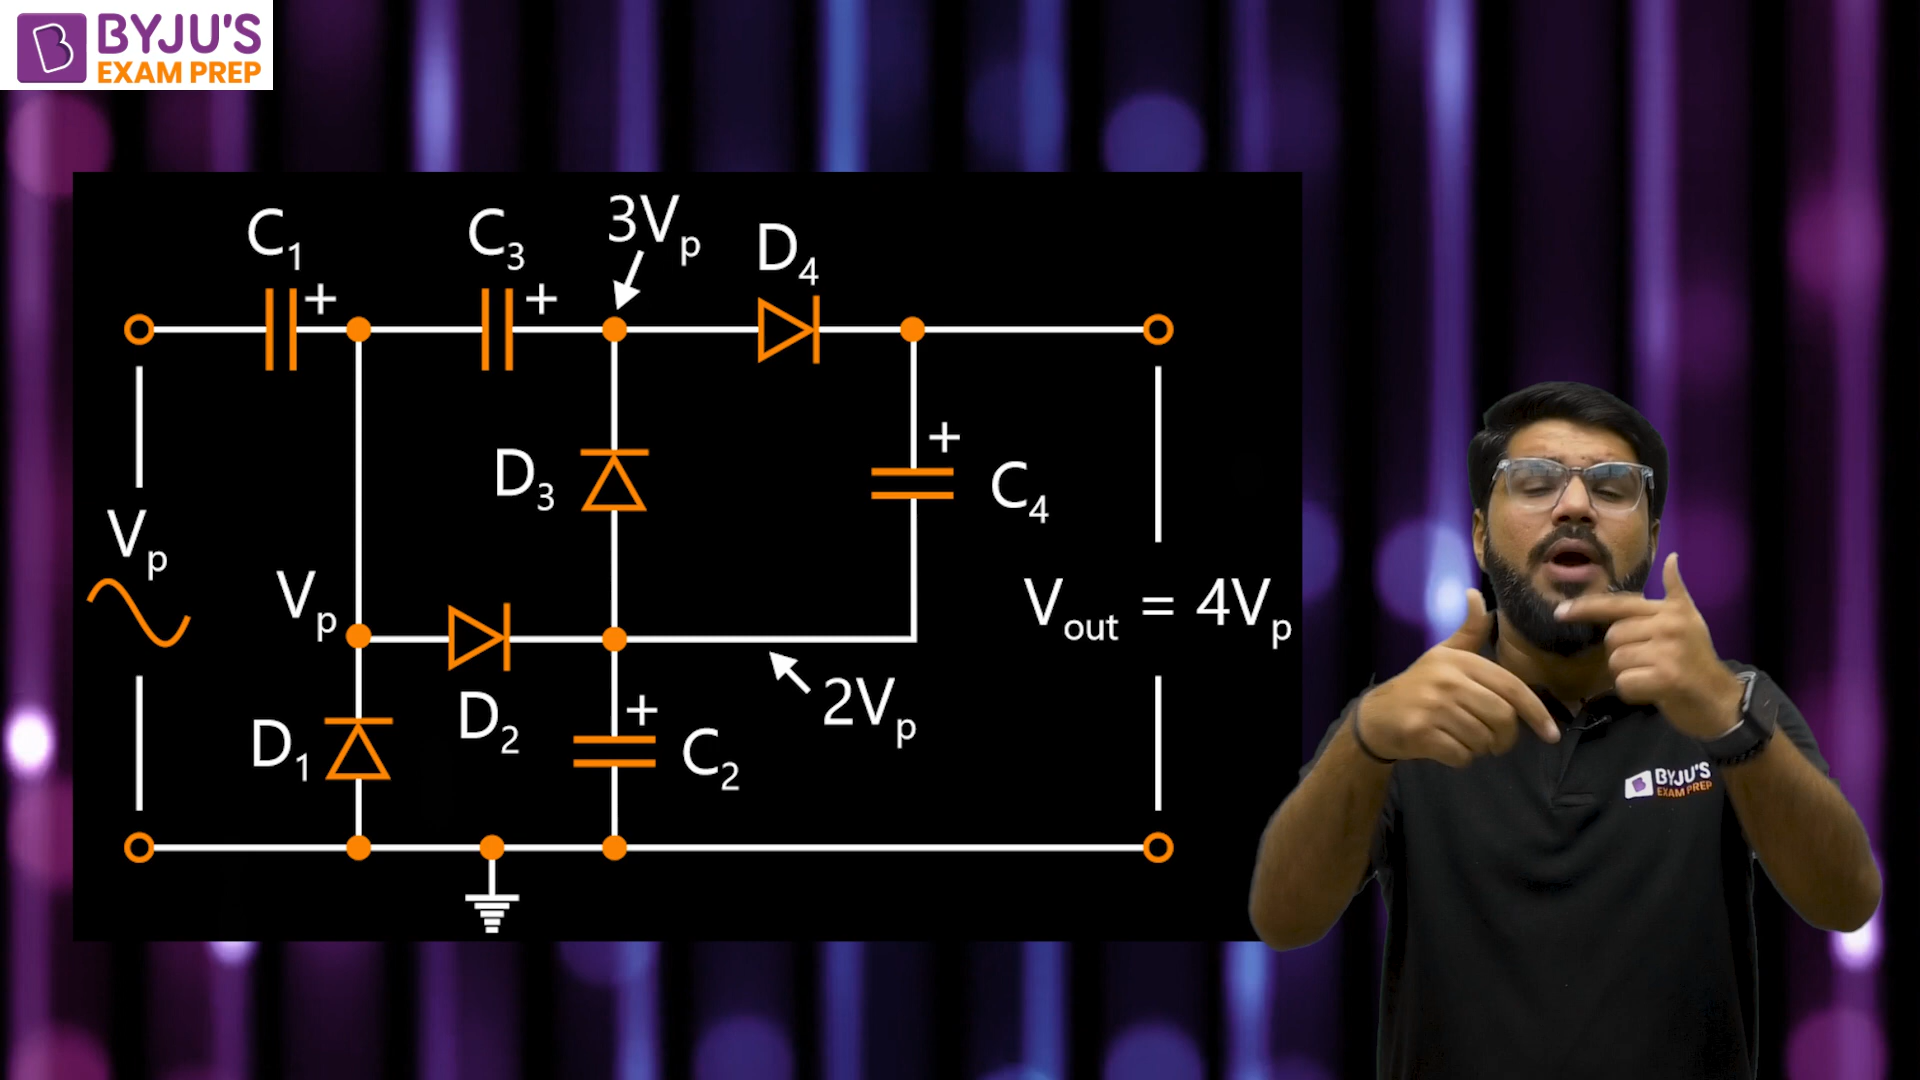 BYJU'S
EXAM PREP
C1
C3
3Vp
D4
+
+
D3
+
C4
Vp
Vp
Vout = 4Vp
D2
2Vp
D1
+
C2
BYJU'S
EXAM PREP